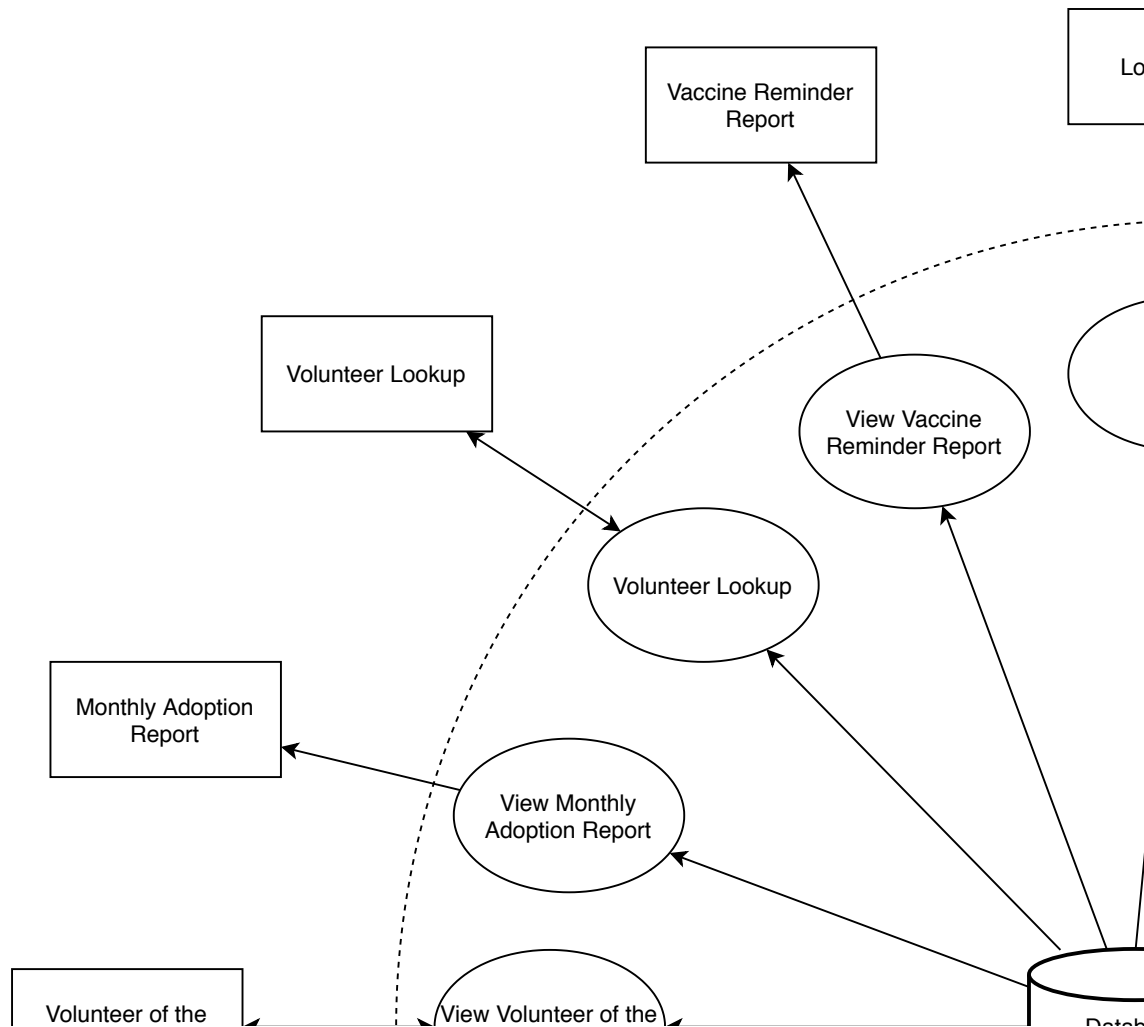 Vaccine Reminder
Report
Volunteer Lookup
View Vaccine
Reminder Report
Volunteer Lookup
Monthly Adoption
Report
View Monthly
Adoption Report
Volunteer of the
View Volunteer of the